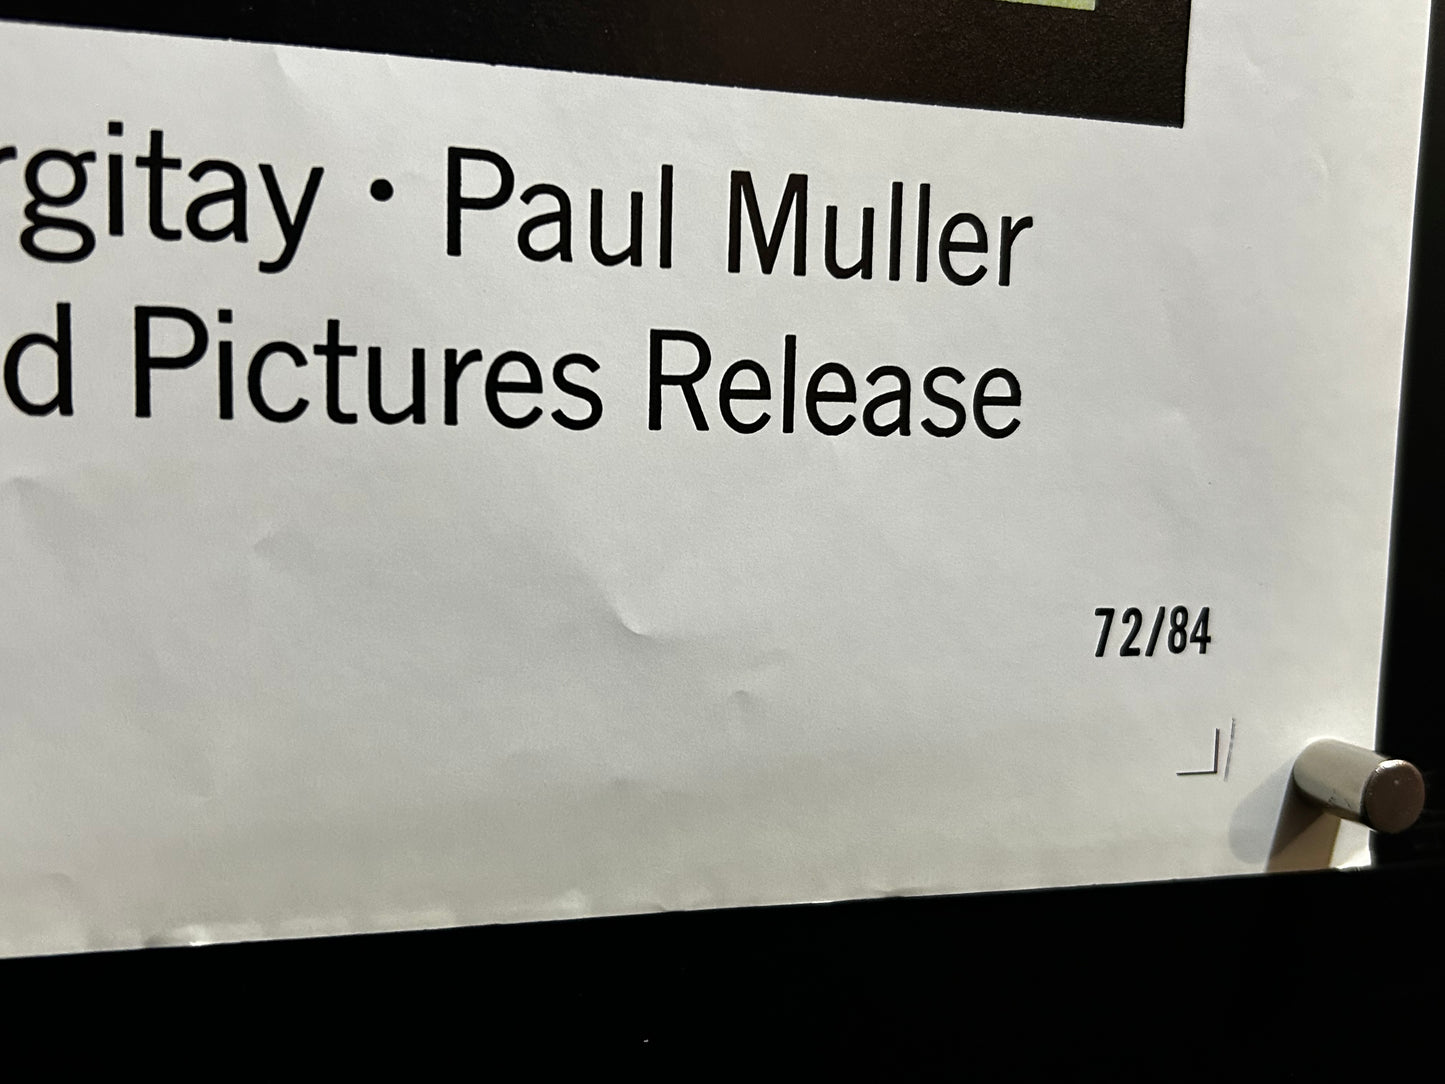 rgitay · Paul Muller
d Pictures Release
72/84